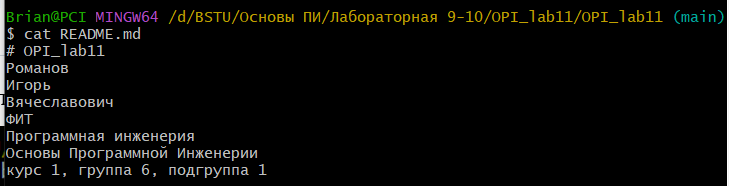 Brian@PCI MINGW64 /d/BSTU/Основы ПИ/Лабораторная 9-10/OPI_lab11/OPI_lab11 (main)
$ cat README.md
# OPI_lab11
Романов
Игорь
Вячеславович
ФИТ
Программная инженерия
Основы Программной Инженерии
курс 1, группа 6, подгруппа 1